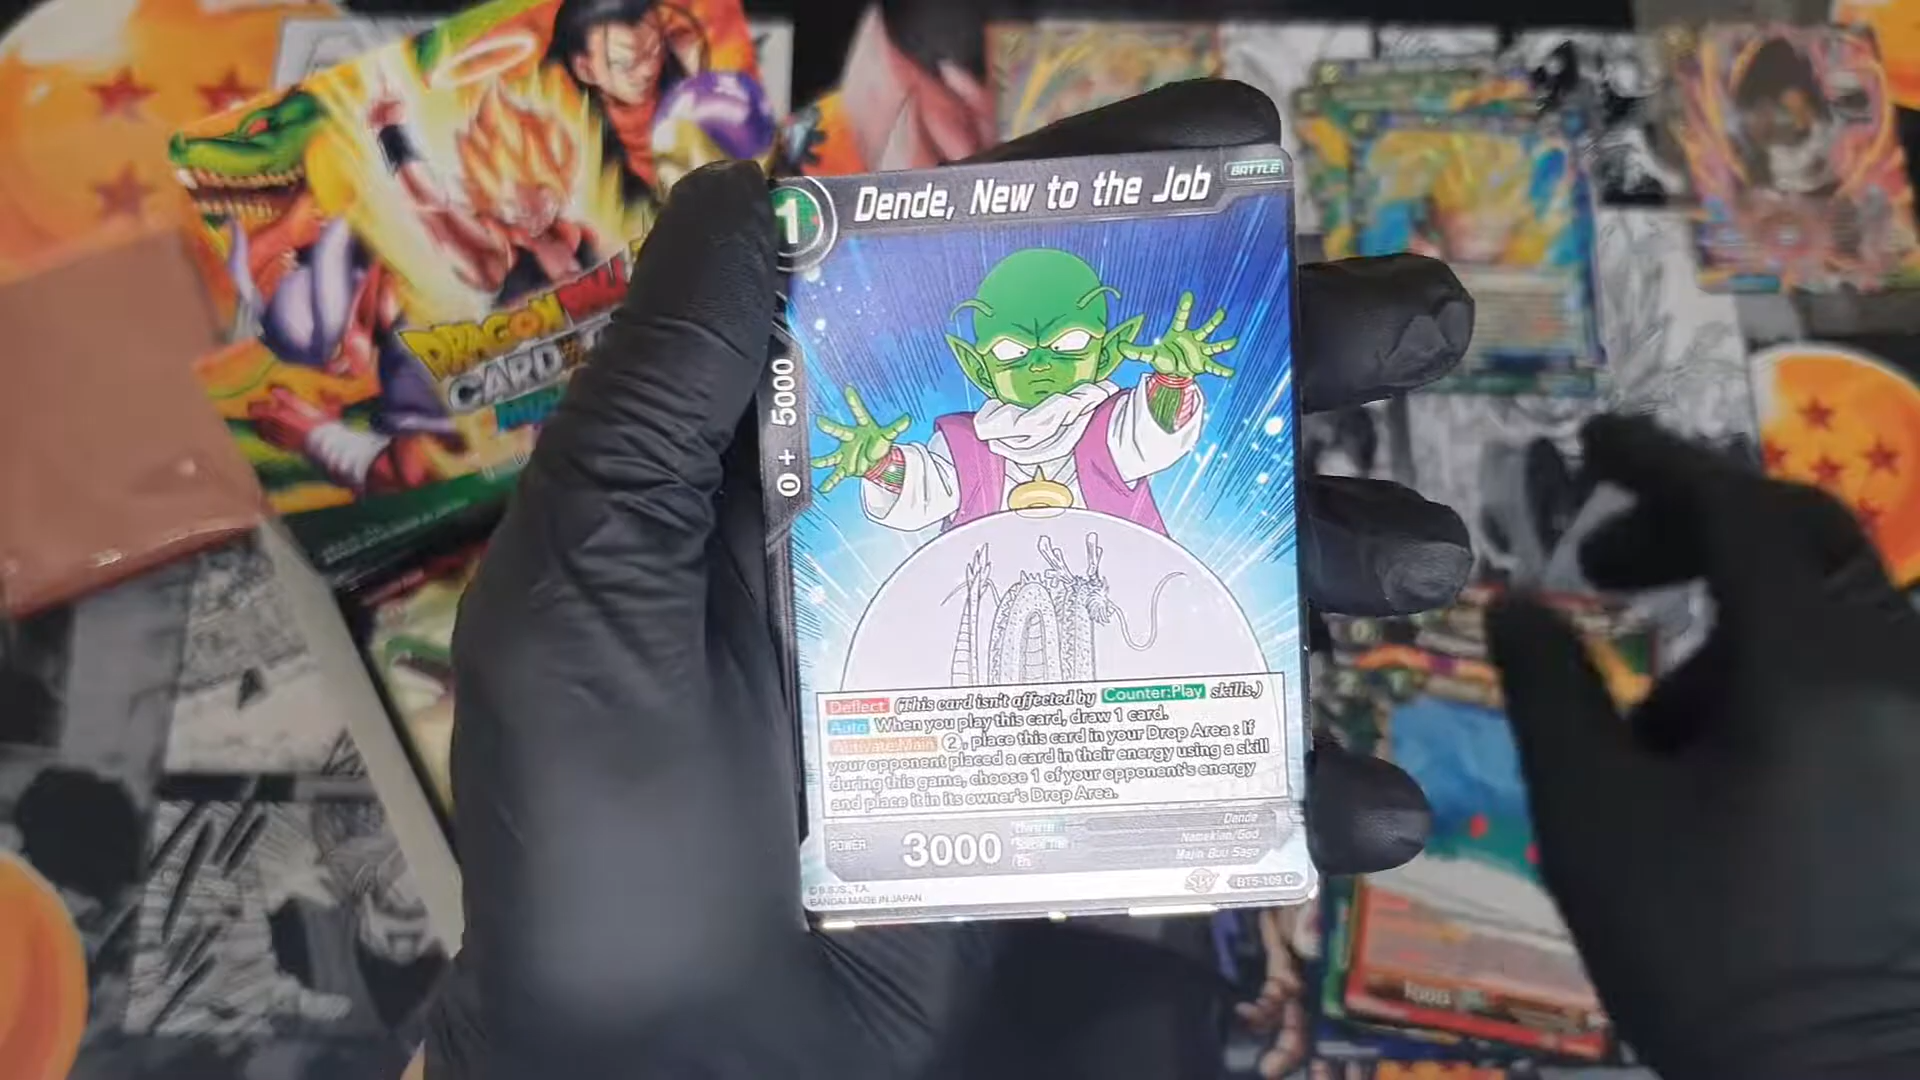 DRAGON BALL
CARD
BATTLE
1
Dende, New to the Job
0 + 5000
Deflect (This card isn't affected by Counter:Play skills.)
Auto When you play this card, draw 1 card.
Activate:Main ②, place this card in your Drop Area : If
your opponent placed a card in their energy using a skill
during this game, choose 1 of your opponent's energy
and place it in its owner's Drop Area.
POWER 3000
Dende
Namekian/God
Majin Buu Saga
© B.S./S., T.A.
BANDAI MADE IN JAPAN
SW
BT5-109 C